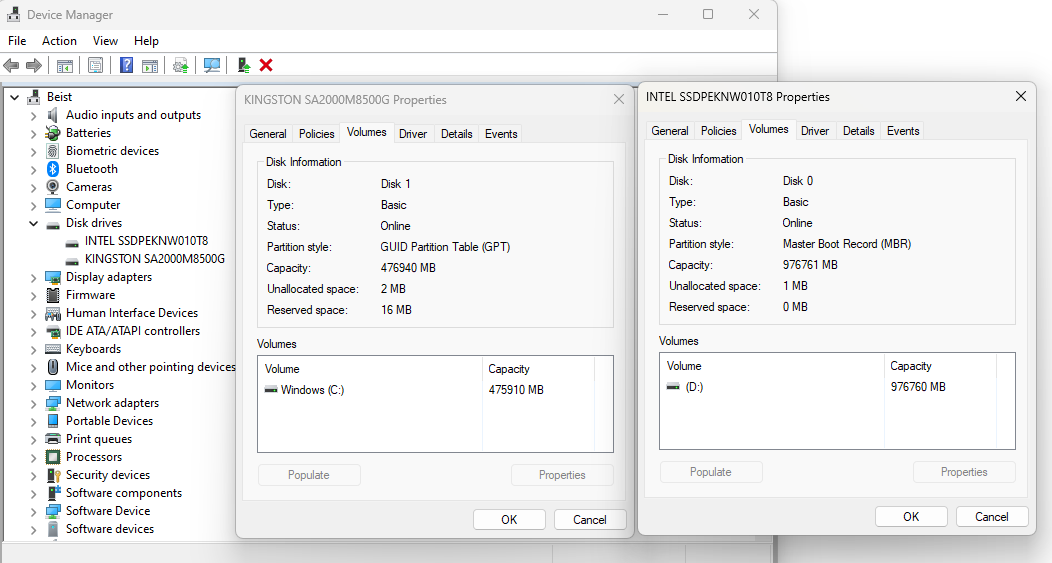 Device Manager
File Action View Help
Beist
Audio inputs and outputs
Batteries
Biometric devices
Bluetooth
Cameras
Computer
Disk drives
INTEL SSDPEKNW010T8
KINGSTON SA2000M8500G
Display adapters
Firmware
Human Interface Devices
IDE ATA/ATAPI controllers
Keyboards
Mice and other pointing devices
Monitors
Network adapters
Portable Devices
Print queues
Processors
Security devices
Software components
Software Device
Software devices
KINGSTON SA2000M8500G Properties
General Policies Volumes Driver Details Events
Disk Information
Disk: Disk 1
Type: Basic
Status: Online
Partition style: GUID Partition Table (GPT)
Capacity: 476940 MB
Unallocated space: 2 MB
Reserved space: 16 MB
Volumes
Volume Capacity
Windows (C:) 475910 MB
Populate Properties
OK Cancel
INTEL SSDPEKNW010T8 Properties
General Policies Volumes Driver Details Events
Disk Information
Disk: Disk 0
Type: Basic
Status: Online
Partition style: Master Boot Record (MBR)
Capacity: 976761 MB
Unallocated space: 1 MB
Reserved space: 0 MB
Volumes
Volume Capacity
(D:) 976760 MB
Populate Properties
OK Cancel